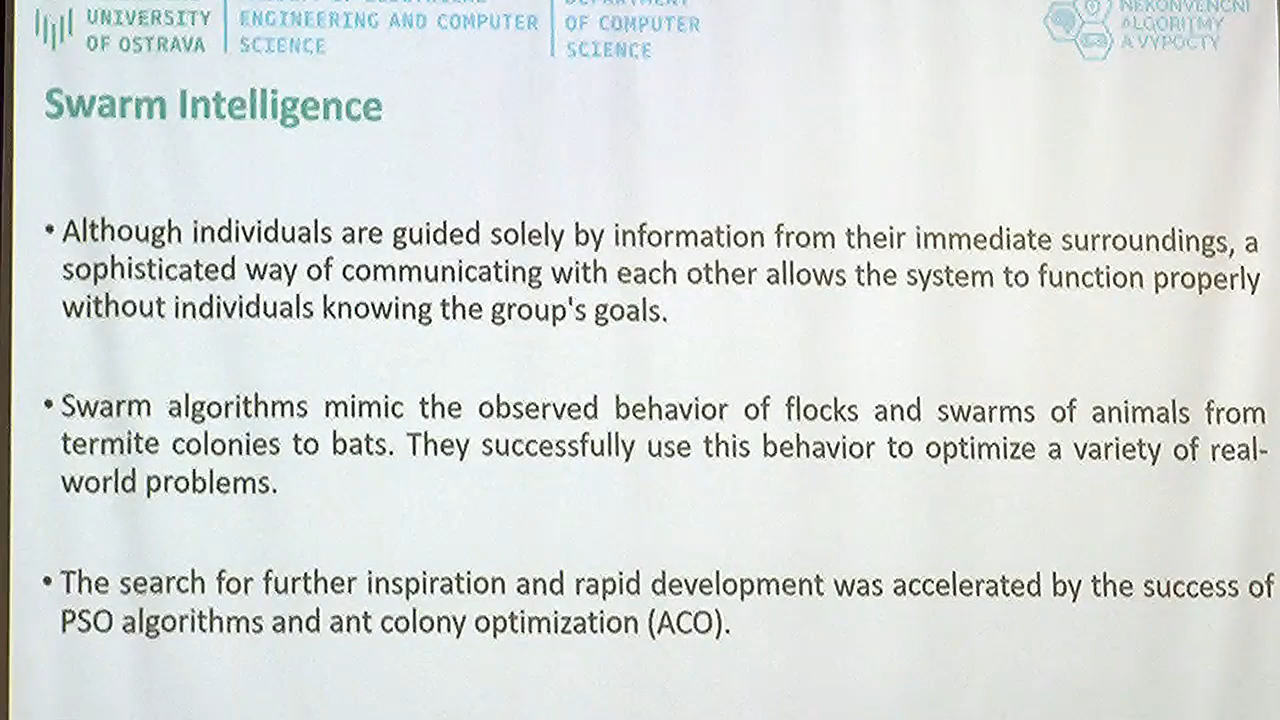 UNIVERSITY
OF OSTRAVA
ENGINEERING AND COMPUTER
SCIENCE
OF COMPUTER
SCIENCE
NEKONVENČNÍ
ALGORITMY
A VÝPOČTY
Swarm Intelligence
• Although individuals are guided solely by information from their immediate surroundings, a
sophisticated way of communicating with each other allows the system to function properly
without individuals knowing the group's goals.
• Swarm algorithms mimic the observed behavior of flocks and swarms of animals from
termite colonies to bats. They successfully use this behavior to optimize a variety of real-
world problems.
• The search for further inspiration and rapid development was accelerated by the success of
PSO algorithms and ant colony optimization (ACO).